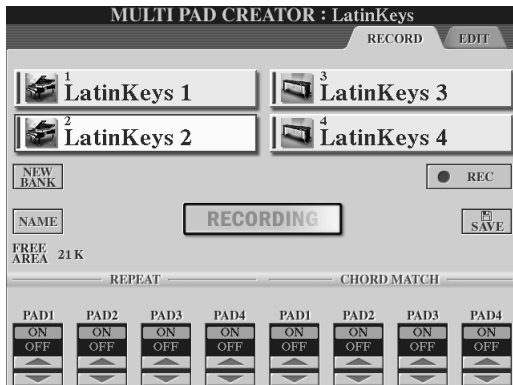 MULTI PAD CREATOR : LatinKeys
RECORD EDIT
1 LatinKeys 1
3 LatinKeys 3
2 LatinKeys 2
4 LatinKeys 4
NEW
BANK
REC
NAME
RECORDING
SAVE
FREE
AREA 21K
REPEAT CHORD MATCH
PAD1 PAD2 PAD3 PAD4 PAD1 PAD2 PAD3 PAD4
ON ON ON ON ON ON ON ON
OFF OFF OFF OFF OFF OFF OFF OFF